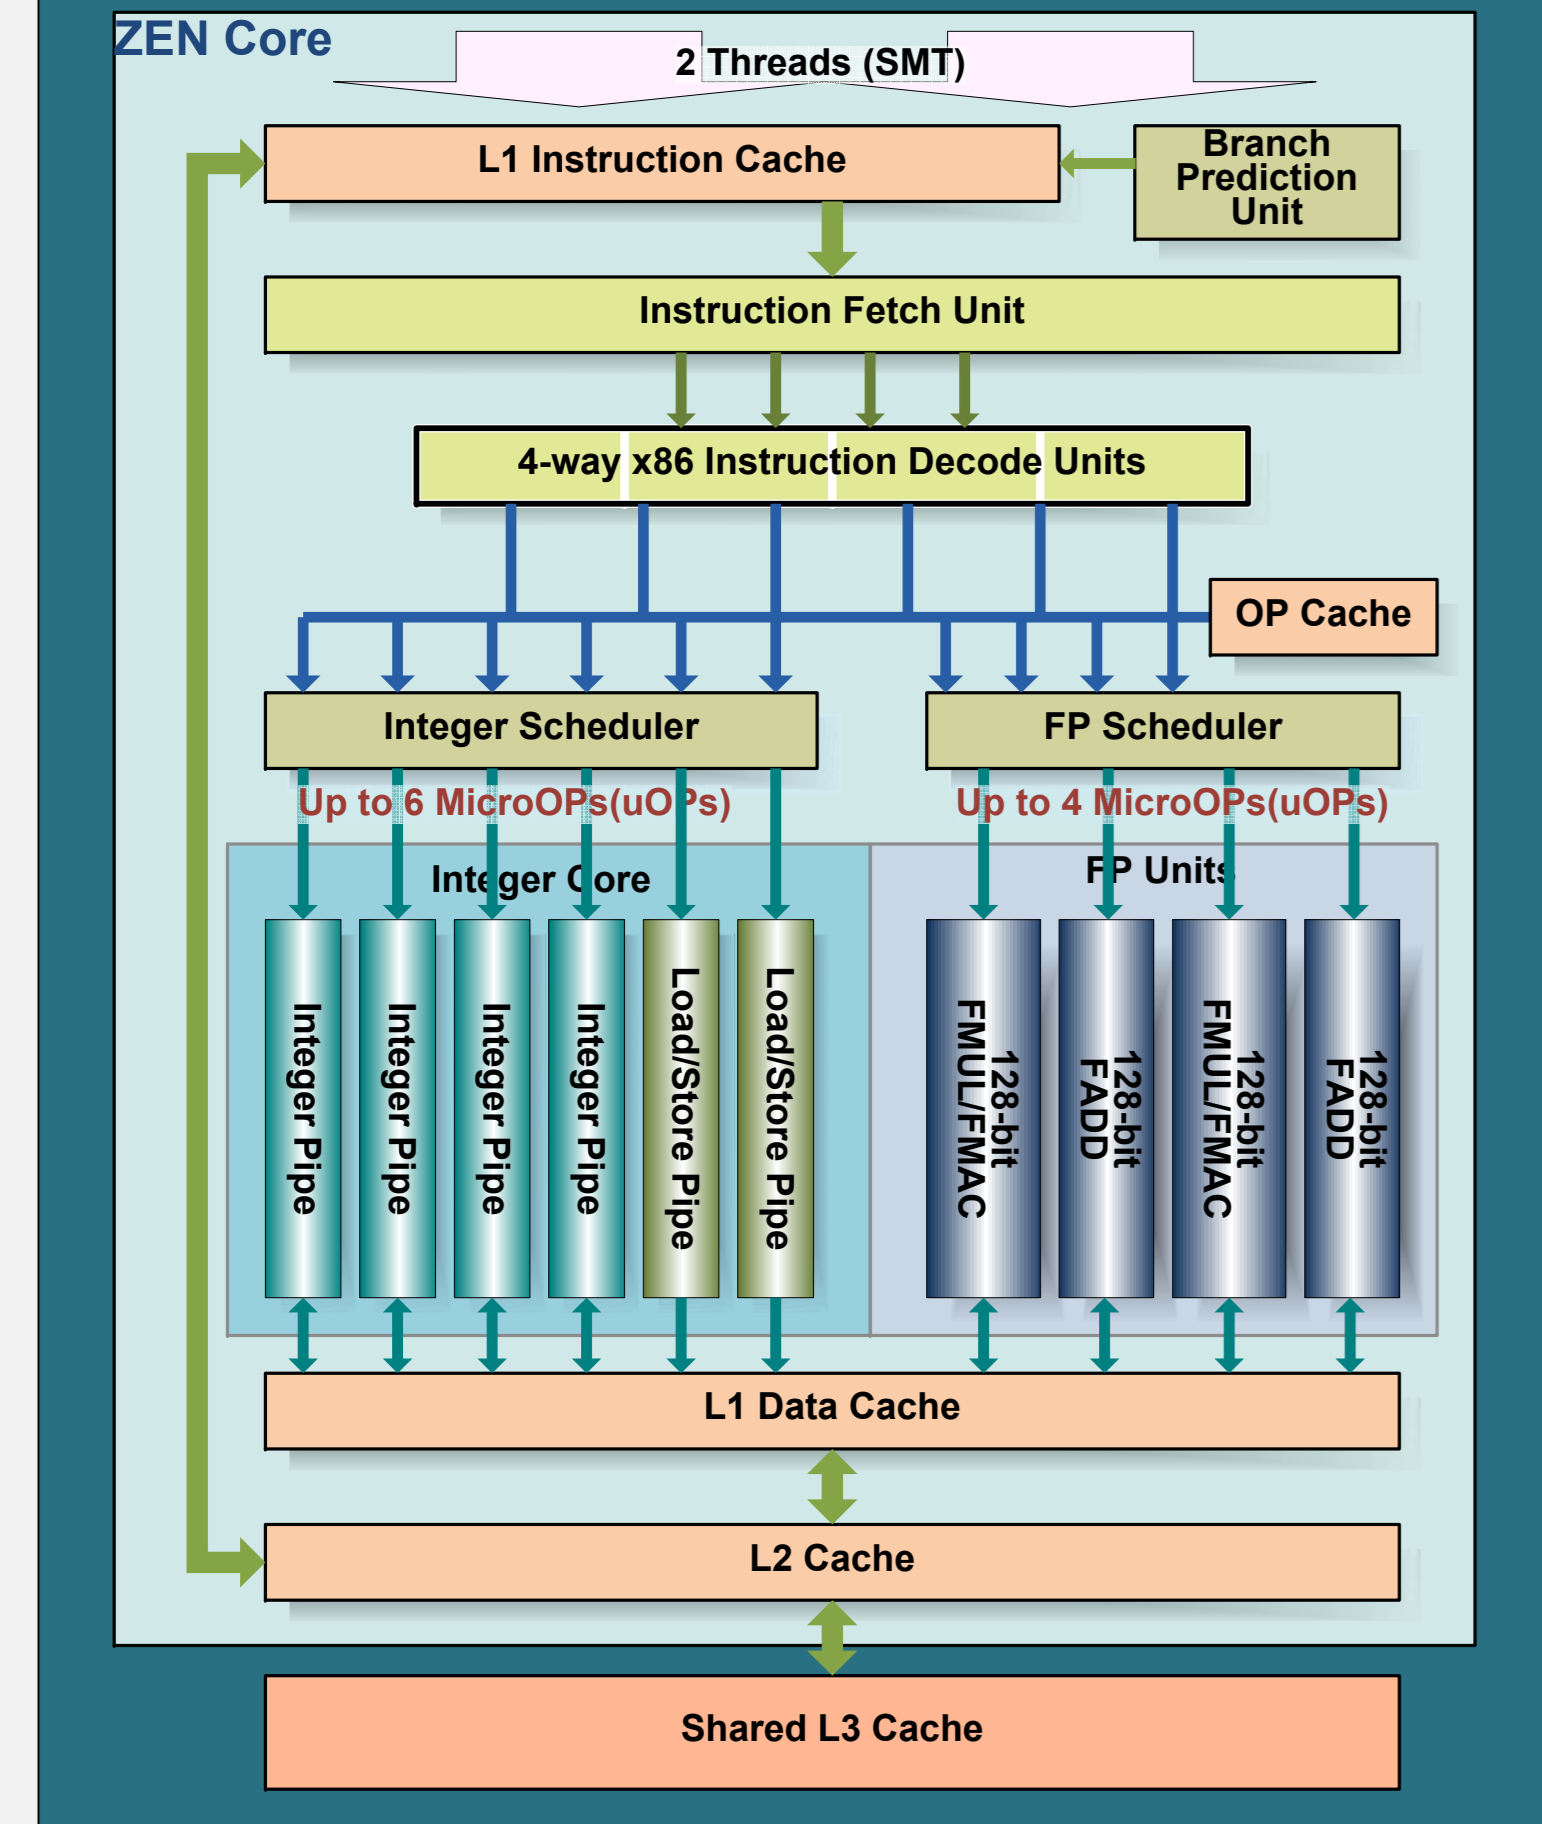 ZEN Core
2 Threads (SMT)
L1 Instruction Cache
Branch
Prediction
Unit
Instruction Fetch Unit
4-way x86 Instruction Decode Units
OP Cache
Integer Scheduler
FP Scheduler
Up to 6 MicroOPs(uOPs)
Up to 4 MicroOPs(uOPs)
Integer Core
FP Units
Integer Pipe
Integer Pipe
Integer Pipe
Integer Pipe
Load/Store Pipe
Load/Store Pipe
128-bit
FMUL/FMAC
128-bit
FADD
128-bit
FMUL/FMAC
128-bit
FADD
L1 Data Cache
L2 Cache
Shared L3 Cache